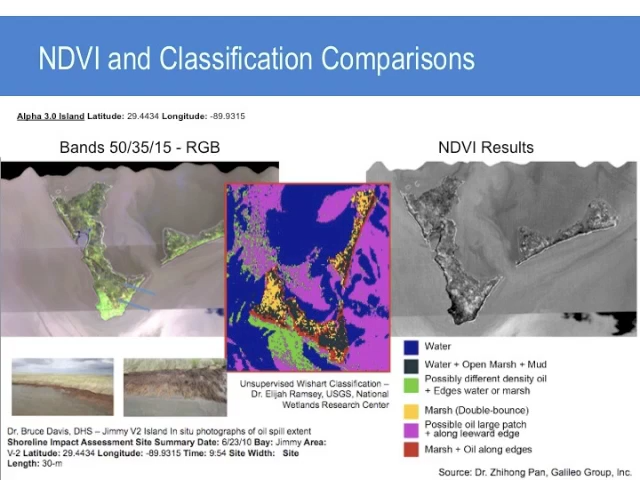 NDVI and Classification Comparisons
Alpha 3.0 Island Latitude: 29.4434 Longitude: -89.9315
Bands 50/35/15 - RGB
NDVI Results
Water
Water + Open Marsh + Mud
Possibly different density oil
+ Edges water or marsh
Marsh (Double-bounce)
Possible oil large patch
+ along leeward edge
Marsh + Oil along edges
Unsupervised Wishart Classification –
Dr. Elijah Ramsey, USGS, National
Wetlands Research Center
Dr. Bruce Davis, DHS – Jimmy V2 Island In situ photographs of oil spill extent
Shoreline Impact Assessment Site Summary Date: 6/23/10 Bay: Jimmy Area:
V-2 Latitude: 29.4434 Longitude: -89.9315 Time: 9:54 Site Width: Site
Length: 30-m
Source: Dr. Zhihong Pan, Galileo Group, Inc.